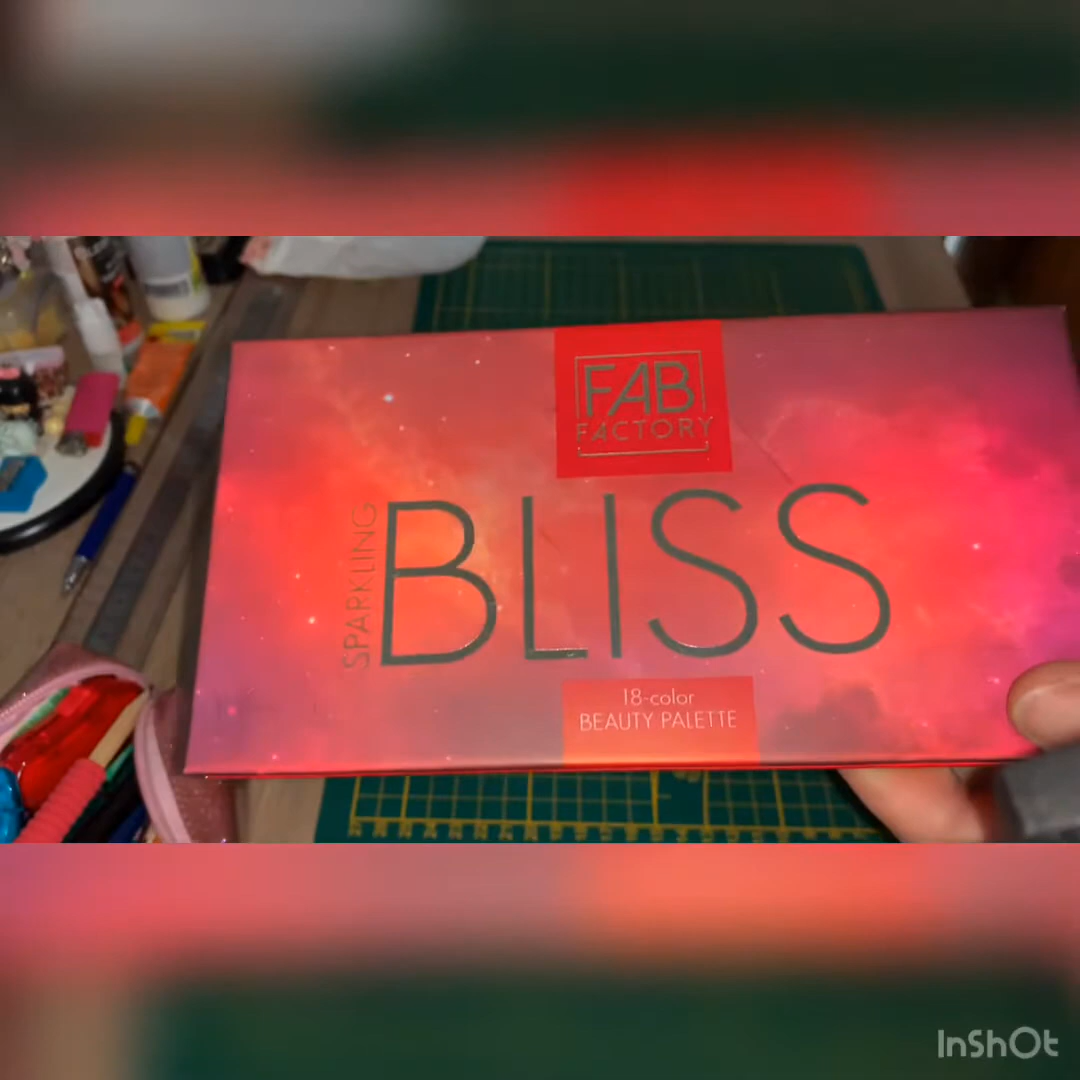 FAB
FACTORY
SPARKLING
BLISS
18-color
BEAUTY PALETTE
InShOt